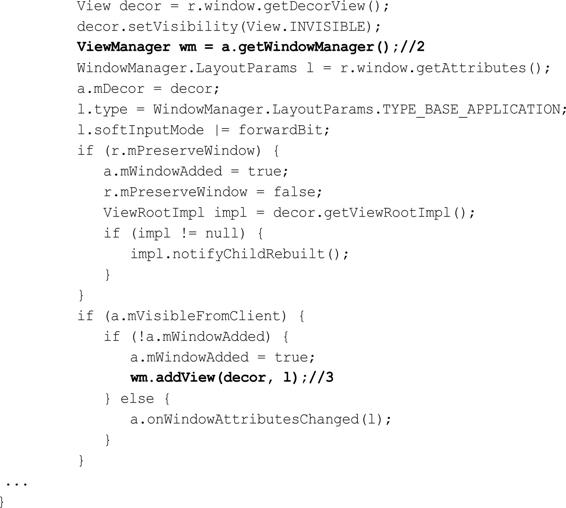 View decor = r.window.getDecorView();
decor.setVisibility(View.INVISIBLE);
ViewManager wm = a.getWindowManager();//2
WindowManager.LayoutParams l = r.window.getAttributes();
a.mDecor = decor;
l.type = WindowManager.LayoutParams.TYPE_BASE_APPLICATION;
l.softInputMode |= forwardBit;
if (r.mPreserveWindow) {
a.mWindowAdded = true;
r.mPreserveWindow = false;
ViewRootImpl impl = decor.getViewRootImpl();
if (impl != null) {
impl.notifyChildRebuilt();
}
}
if (a.mVisibleFromClient) {
if (!a.mWindowAdded) {
a.mWindowAdded = true;
wm.addView(decor, l);//3
} else {
a.onWindowAttributesChanged(l);
}
}
...
}